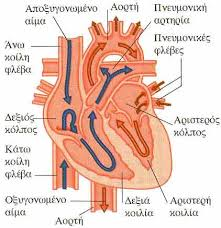 Αποξυγονωμένο
αίμα
Αορτή
Πνευμονική
αρτηρία
Πνευμονικές
φλέβες
Άνω
κοίλη
φλέβα
Δεξιός
κόλπος
Αριστερός
κόλπος
Κάτω
κοίλη
φλέβα
Οξυγονωμένο
αίμα
Αορτή
Δεξιά
κοιλία
Αριστερή
κοιλία